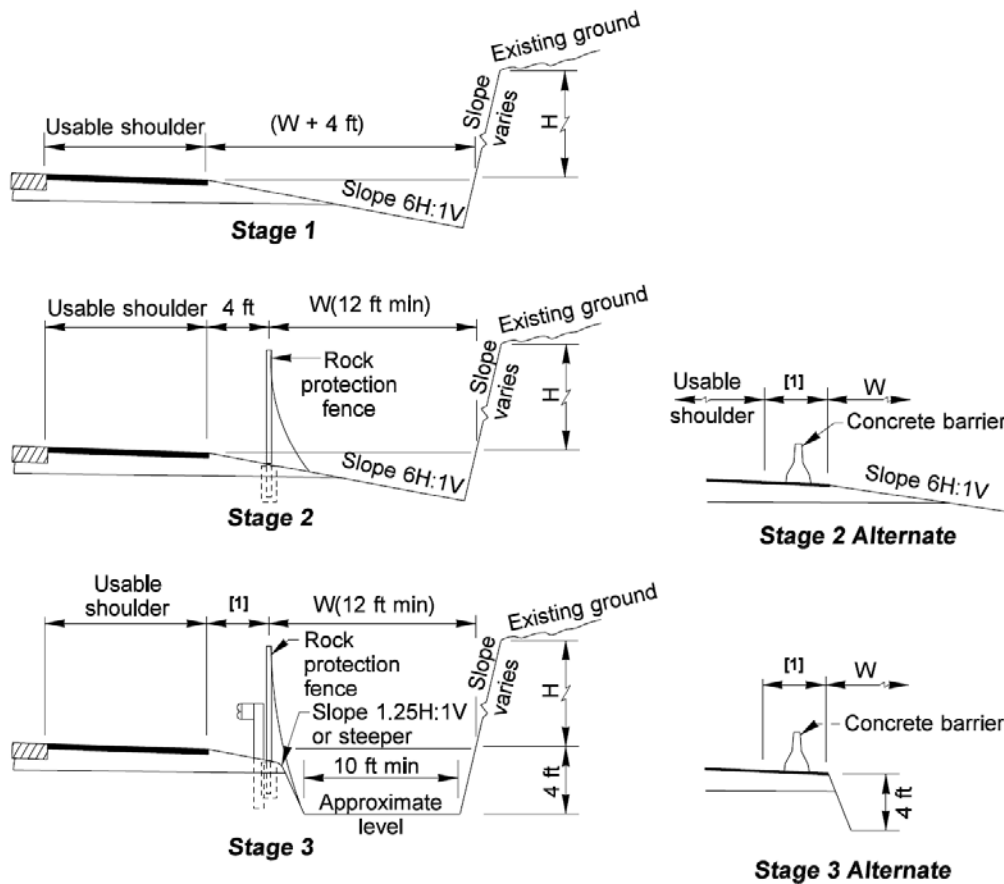 Existing ground
Slope
varies
H
Usable shoulder
(W + 4 ft)
Slope 6H:1V
Stage 1
Usable shoulder
4 ft
W(12 ft min)
Existing ground
Rock
protection
fence
Slope
varies
H
Slope 6H:1V
Stage 2
Usable
shoulder
[1]
W
Concrete barrier
Slope 6H:1V
Stage 2 Alternate
Usable
shoulder
[1]
W(12 ft min)
Existing ground
Rock
protection
fence
Slope
varies
H
Slope 1.25H:1V
or steeper
10 ft min
4 ft
Approximate
level
Stage 3
[1]
W
Concrete barrier
4 ft
Stage 3 Alternate